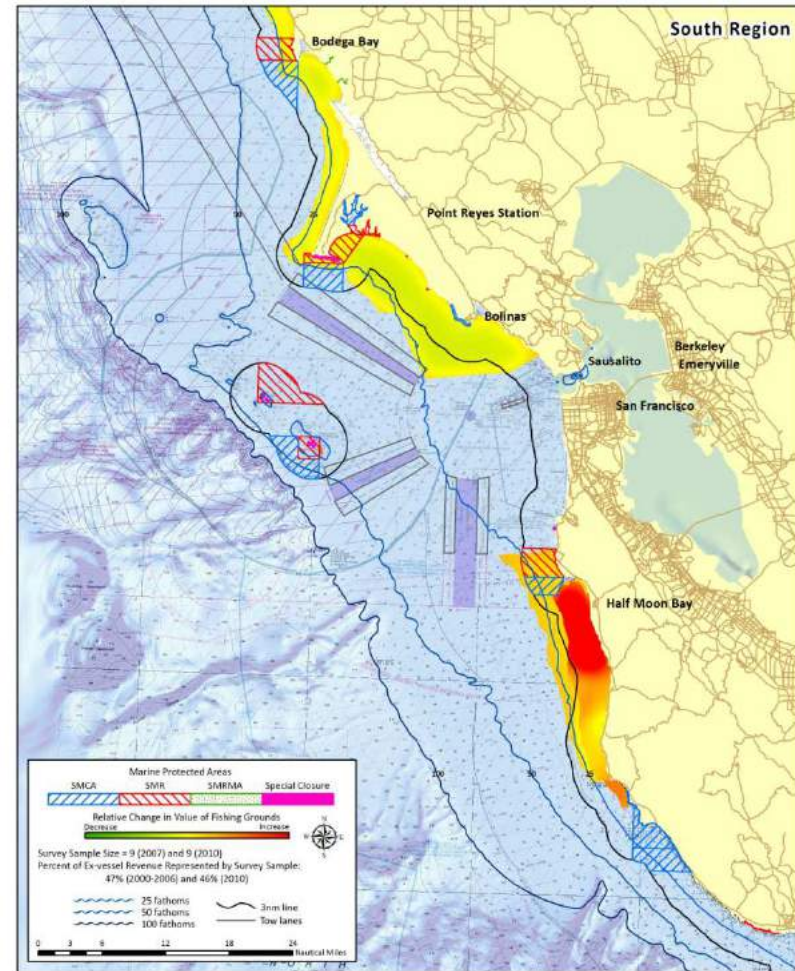 South Region
Bodega Bay
Point Reyes Station
Bolinas
Berkeley
Sausalito
Emeryville
San Francisco
Half Moon Bay
Marine Protected Areas
SMCA SMR SMRMA Special Closure
Relative Change in Value of Fishing Grounds
Decrease Increase
Survey Sample Size = 9 (2007) and 9 (2010)
Percent of Ex-vessel Revenue Represented by Survey Sample:
47% (2000-2006) and 46% (2010)
25 fathoms
50 fathoms
100 fathoms
3nm line
Tow lanes
0 3 6 12 18 24
Nautical Miles